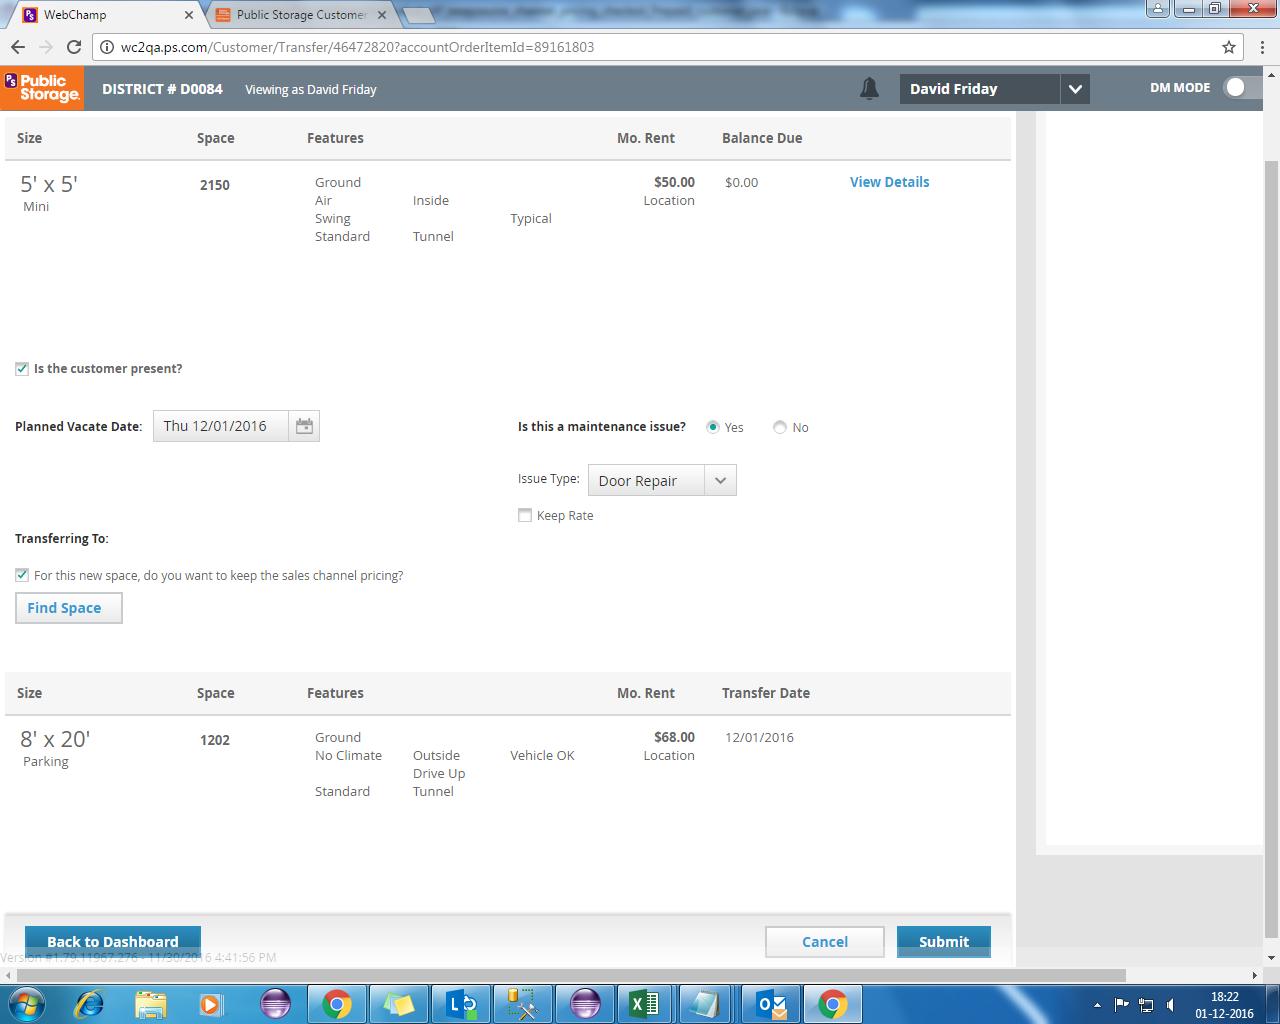 WebChamp
Public Storage Customer
wc2qa.ps.com/Customer/Transfer/46472820?accountOrderItemId=89161803
PS Public Storage.
DISTRICT # D0084
Viewing as David Friday
David Friday
DM MODE
Size Space Features Mo. Rent Balance Due
5' x 5' 2150 Ground $50.00 $0.00 View Details
Mini Air Inside Location
Swing Typical
Standard Tunnel
Is the customer present?
Planned Vacate Date: Thu 12/01/2016
Is this a maintenance issue? Yes No
Issue Type: Door Repair
Keep Rate
Transferring To:
For this new space, do you want to keep the sales channel pricing?
Find Space
Size Space Features Mo. Rent Transfer Date
8' x 20' 1202 Ground $68.00 12/01/2016
Parking No Climate Outside Vehicle OK Location
Drive Up
Standard Tunnel
Back to Dashboard
Cancel
Submit
Version #1.79.11967.276 - 11/30/2016 4:41:56 PM
18:22
01-12-2016